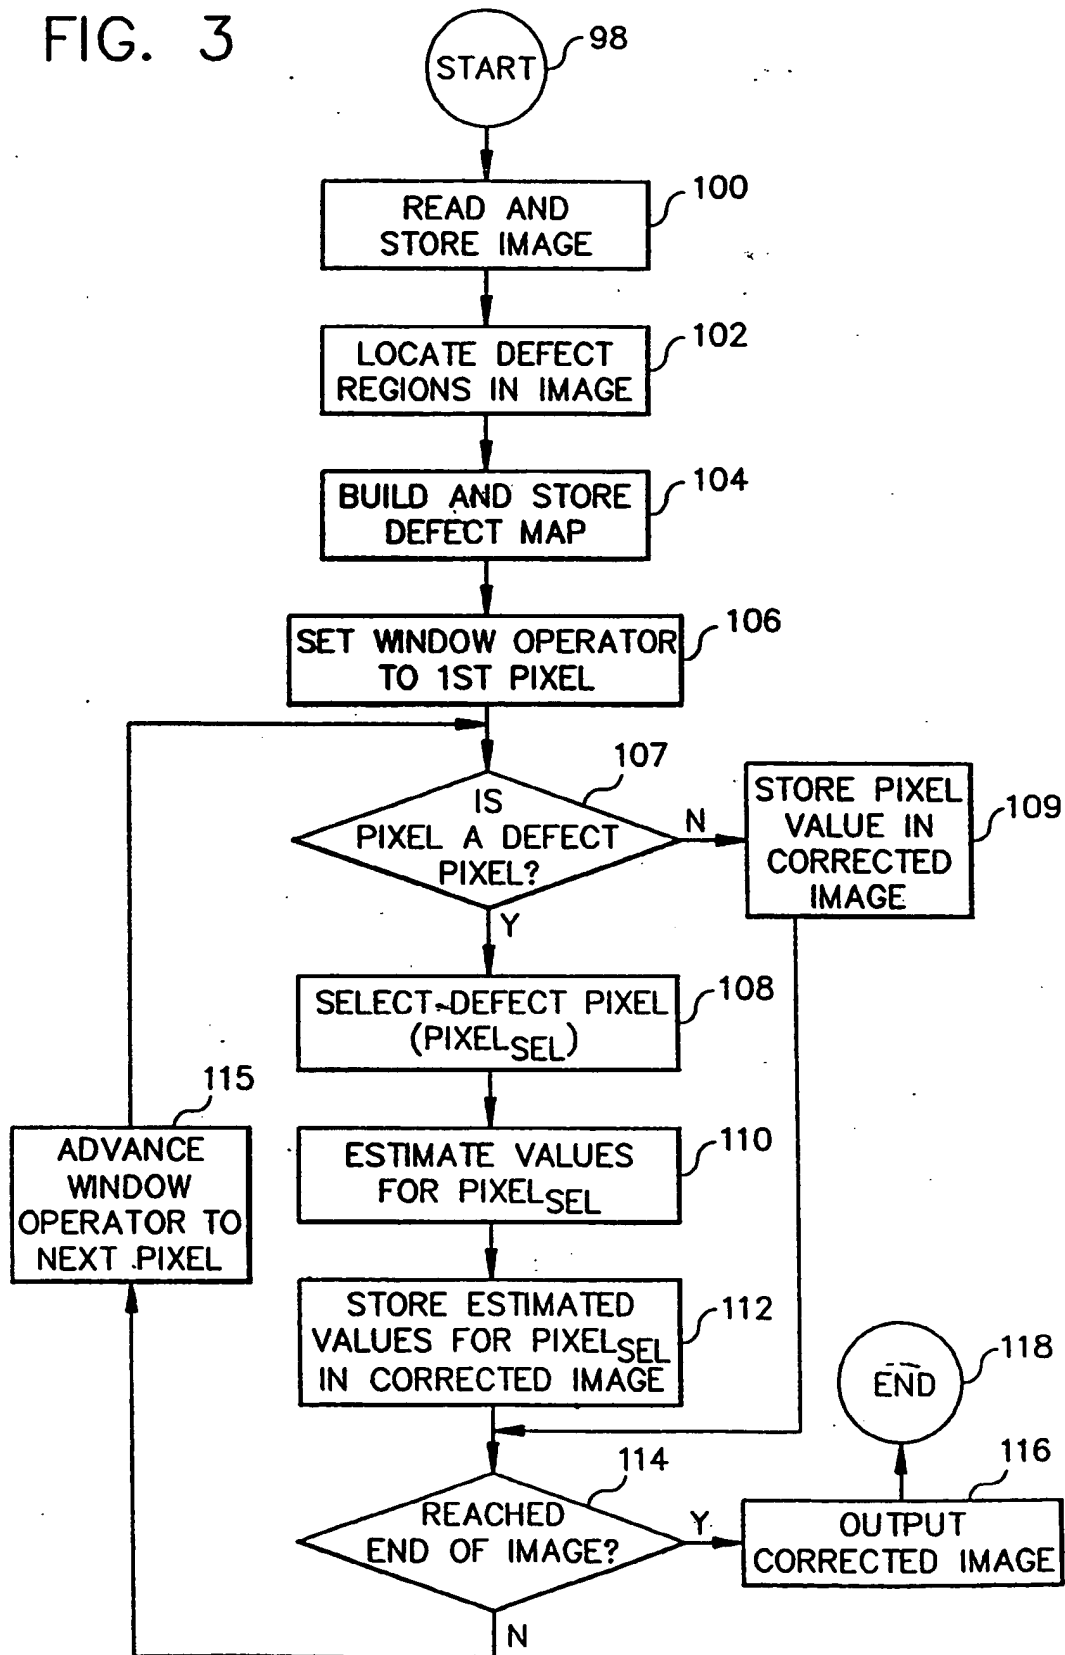 FIG. 3
START
98
READ AND
STORE IMAGE
100
LOCATE DEFECT
REGIONS IN IMAGE
102
BUILD AND STORE
DEFECT MAP
104
SET WINDOW OPERATOR
TO 1ST PIXEL
106
IS
PIXEL A DEFECT
PIXEL?
107
N
STORE PIXEL
VALUE IN
CORRECTED
IMAGE
109
Y
SELECT DEFECT PIXEL
(PIXELSEL)
108
115
ADVANCE
WINDOW
OPERATOR TO
NEXT PIXEL
ESTIMATE VALUES
FOR PIXELSEL
110
STORE ESTIMATED
VALUES FOR PIXELSEL
IN CORRECTED IMAGE
112
END
118
REACHED
END OF IMAGE?
114
Y
OUTPUT
CORRECTED IMAGE
116
N